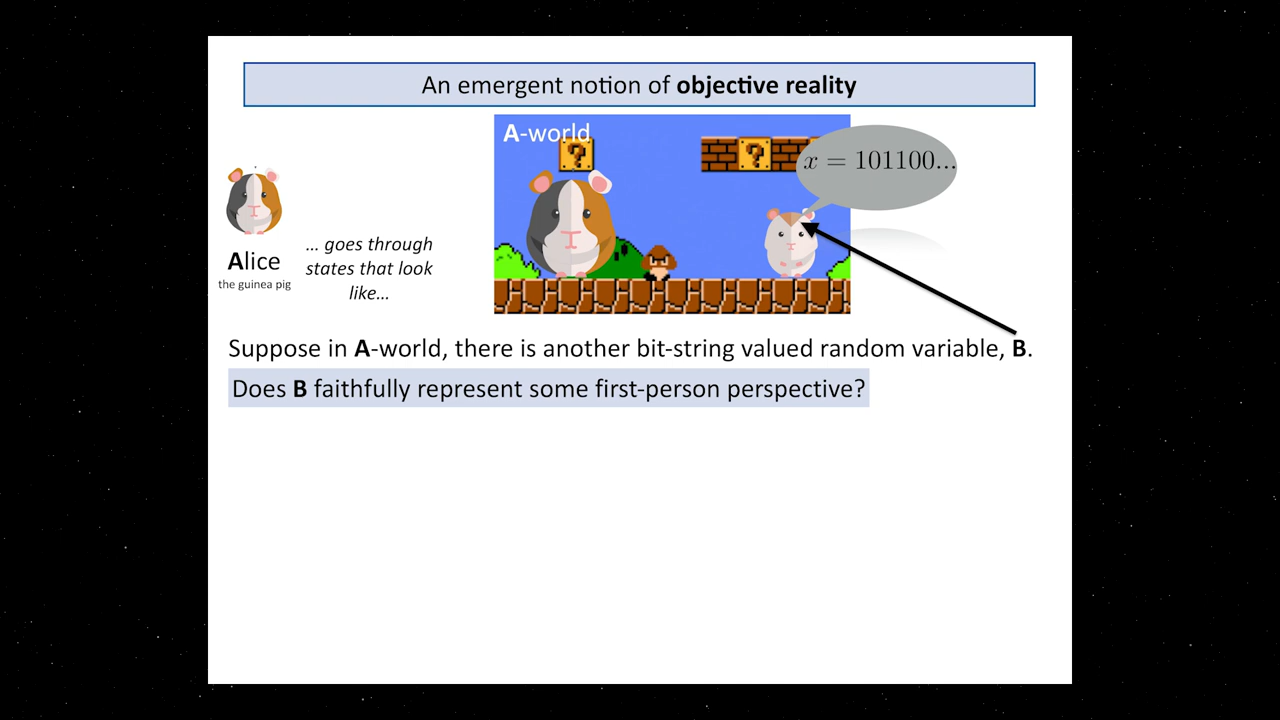 An emergent notion of objective reality
A-world
?
?
x = 101100...
Alice
the guinea pig
... goes through
states that look
like...
Suppose in A-world, there is another bit-string valued random variable, B.
Does B faithfully represent some first-person perspective?